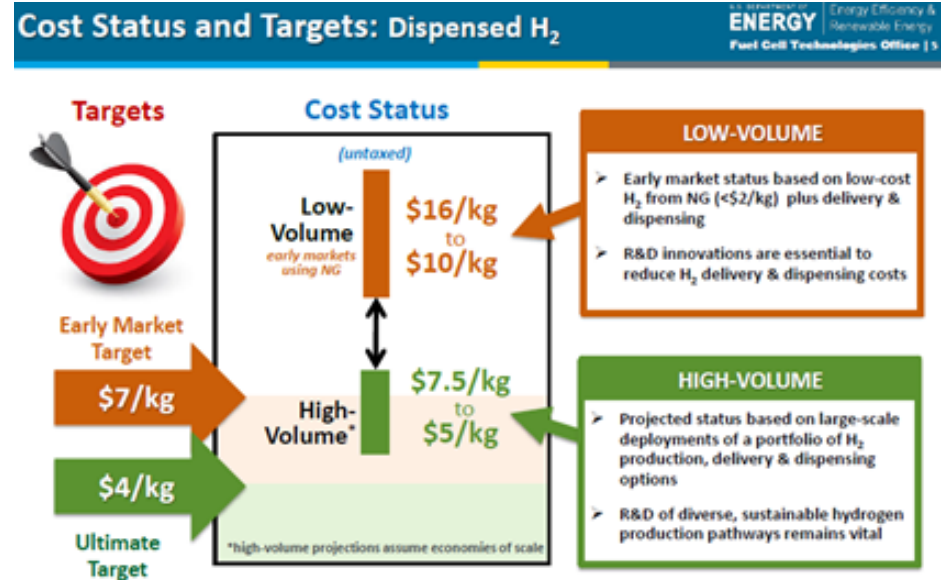 Cost Status and Targets: Dispensed H₂
U.S. DEPARTMENT OF
ENERGY
Energy Efficiency &
Renewable Energy
Fuel Cell Technologies Office | 5
Targets
Cost Status
(untaxed)
Low-
Volume
early markets
using NG
$16/kg
to
$10/kg
LOW-VOLUME
➤ Early market status based on low-cost
H₂ from NG (<$2/kg) plus delivery &
dispensing
➤ R&D innovations are essential to
reduce H₂ delivery & dispensing costs
Early Market
Target
$7/kg
High-
Volume*
$7.5/kg
to
$5/kg
HIGH-VOLUME
➤ Projected status based on large-scale
deployments of a portfolio of H₂
production, delivery & dispensing
options
➤ R&D of diverse, sustainable hydrogen
production pathways remains vital
$4/kg
Ultimate
Target
*high-volume projections assume economies of scale